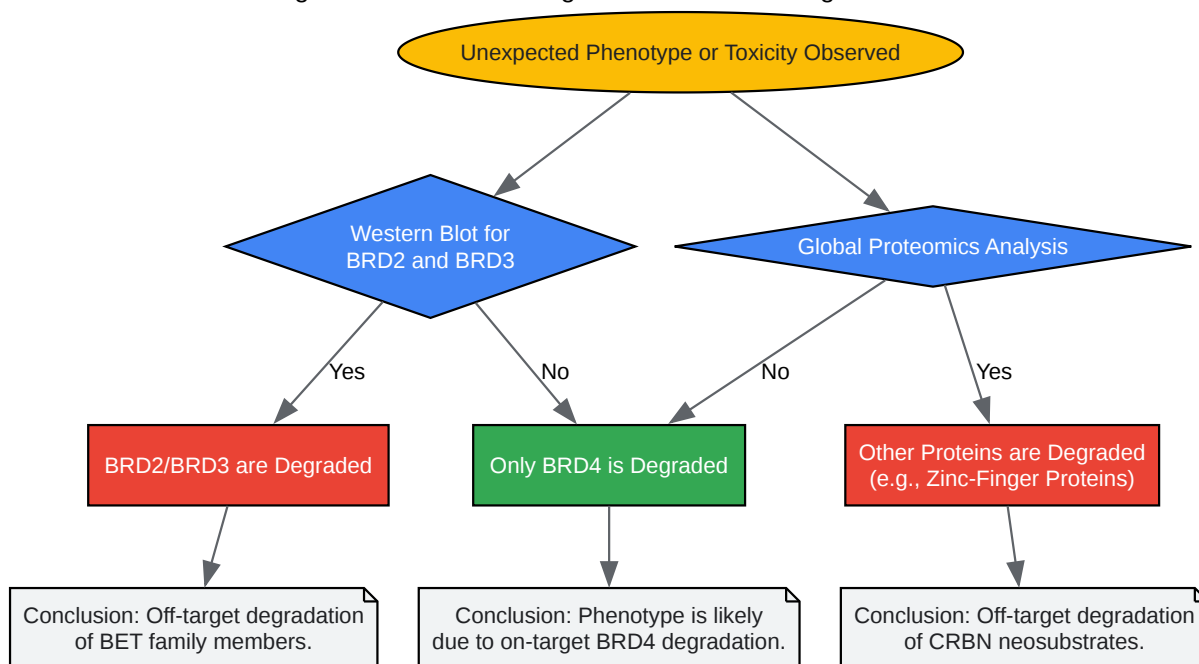 Unexpected Phenotype or Toxicity Observed
Western Blot for
BRD2 and BRD3
Global Proteomics Analysis
Yes
No
No
Yes
BRD2/BRD3 are Degraded
Only BRD4 is Degraded
Other Proteins are Degraded
(e.g., Zinc-Finger Proteins)
Conclusion: Off-target degradation
of BET family members.
Conclusion: Phenotype is likely
due to on-target BRD4 degradation.
Conclusion: Off-target degradation
of CRBN neosubstrates.